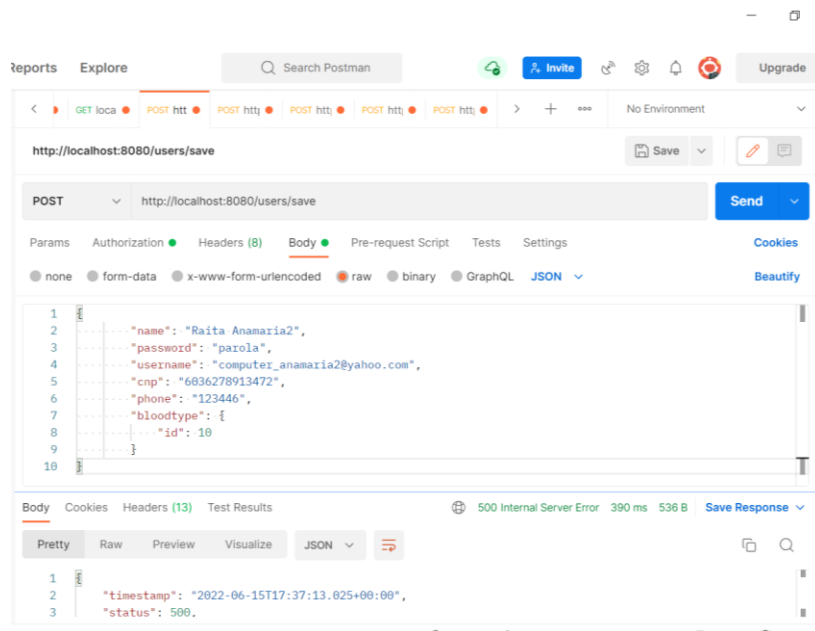 Reports Explore Search Postman Invite Upgrade
GET loca POST htt POST htt POST htt POST htt POST htt No Environment
http://localhost:8080/users/save Save
POST http://localhost:8080/users/save Send
Params Authorization Headers (8) Body Pre-request Script Tests Settings Cookies
none form-data x-www-form-urlencoded raw binary GraphQL JSON Beautify
1 {
2 "name": "Raita Anamaria2",
3 "password": "parola",
4 "username": "computer_anamaria2@yahoo.com",
5 "cnp": "6036278913472",
6 "phone": "123446",
7 "bloodtype": {
8 "id": 10
9 }
10 }
Body Cookies Headers (13) Test Results 500 Internal Server Error 390 ms 536 B Save Response
Pretty Raw Preview Visualize JSON
1 {
2 "timestamp": "2022-06-15T17:37:13.025+00:00",
3 "status": 500,